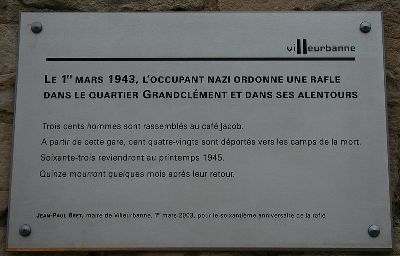 villeurbanne
LE 1er MARS 1943, L'OCCUPANT NAZI ORDONNE UNE RAFLE
DANS LE QUARTIER GRANDCLÉMENT ET DANS SES ALENTOURS
Trois cents hommes sont rassemblés au café Jacob.
A partir de cette gare, cent quatre-vingts sont déportés vers les camps de la mort.
Soixante-trois reviendront au printemps 1945.
Quinze mourront quelques mois après leur retour.
JEAN-PAUL BRET, maire de Villeurbanne, 1er mars 2003, pour le soixantième anniversaire de la rafle